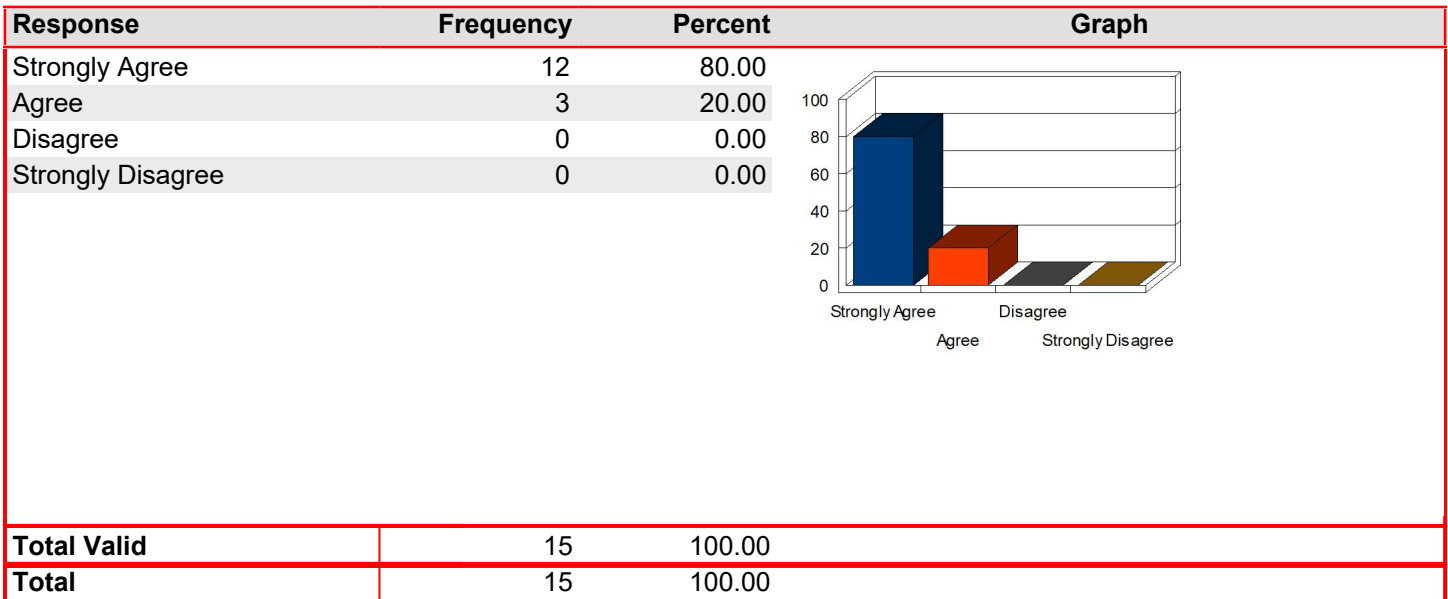 Response Frequency Percent Graph
Strongly Agree 12 80.00
Agree 3 20.00
Disagree 0 0.00
Strongly Disagree 0 0.00
100
80
60
40
20
0
Strongly Agree Disagree
Agree Strongly Disagree
Total Valid 15 100.00
Total 15 100.00